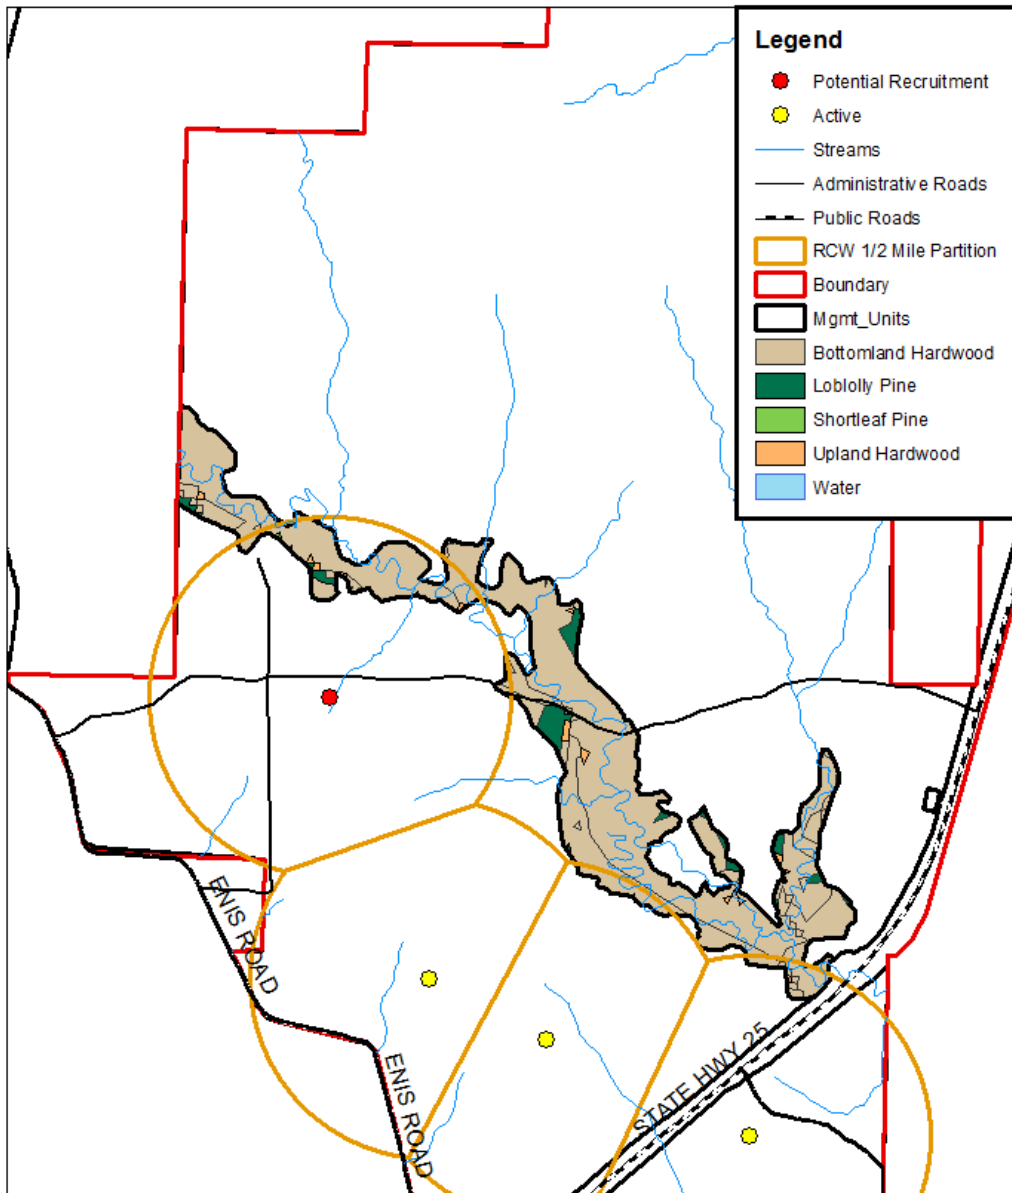 Legend
Potential Recruitment
Active
Streams
Administrative Roads
Public Roads
RCW 1/2 Mile Partition
Boundary
Mgmt_Units
Bottomland Hardwood
Loblolly Pine
Shortleaf Pine
Upland Hardwood
Water
ENIS ROAD
ENIS ROAD
STATE HWY 25